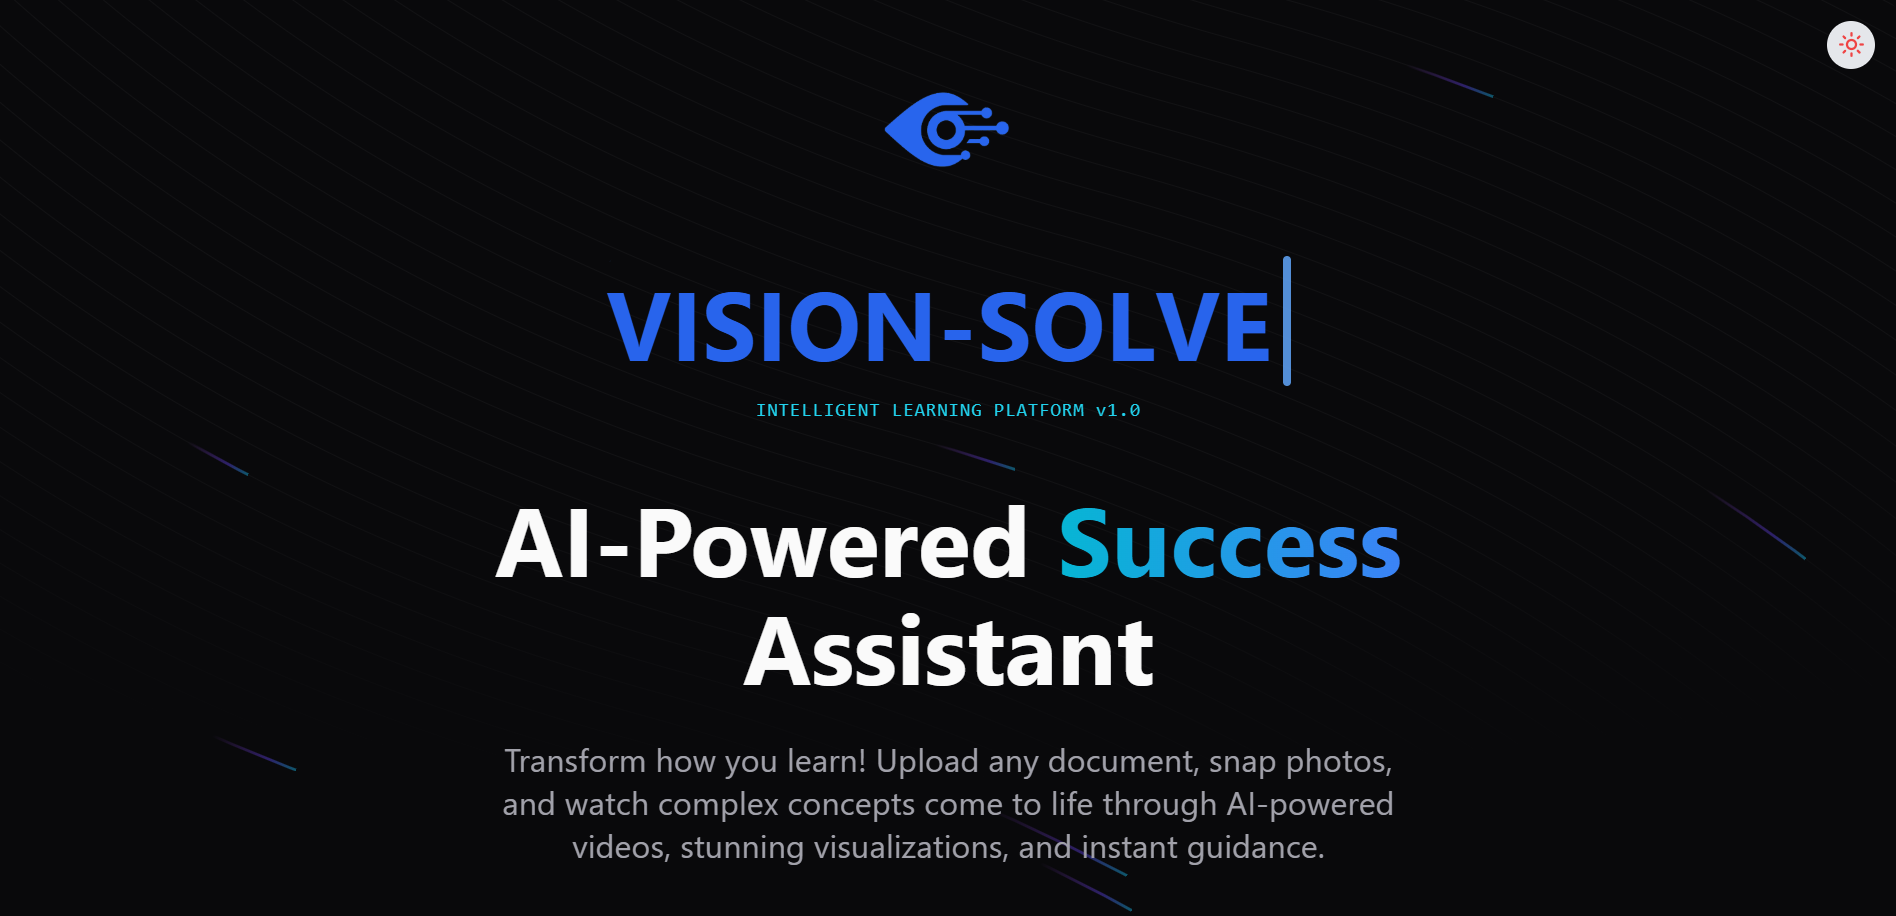 VISION-SOLVE
INTELLIGENT LEARNING PLATFORM v1.0
AI-Powered Success
Assistant
Transform how you learn! Upload any document, snap photos,
and watch complex concepts come to life through AI-powered
videos, stunning visualizations, and instant guidance.